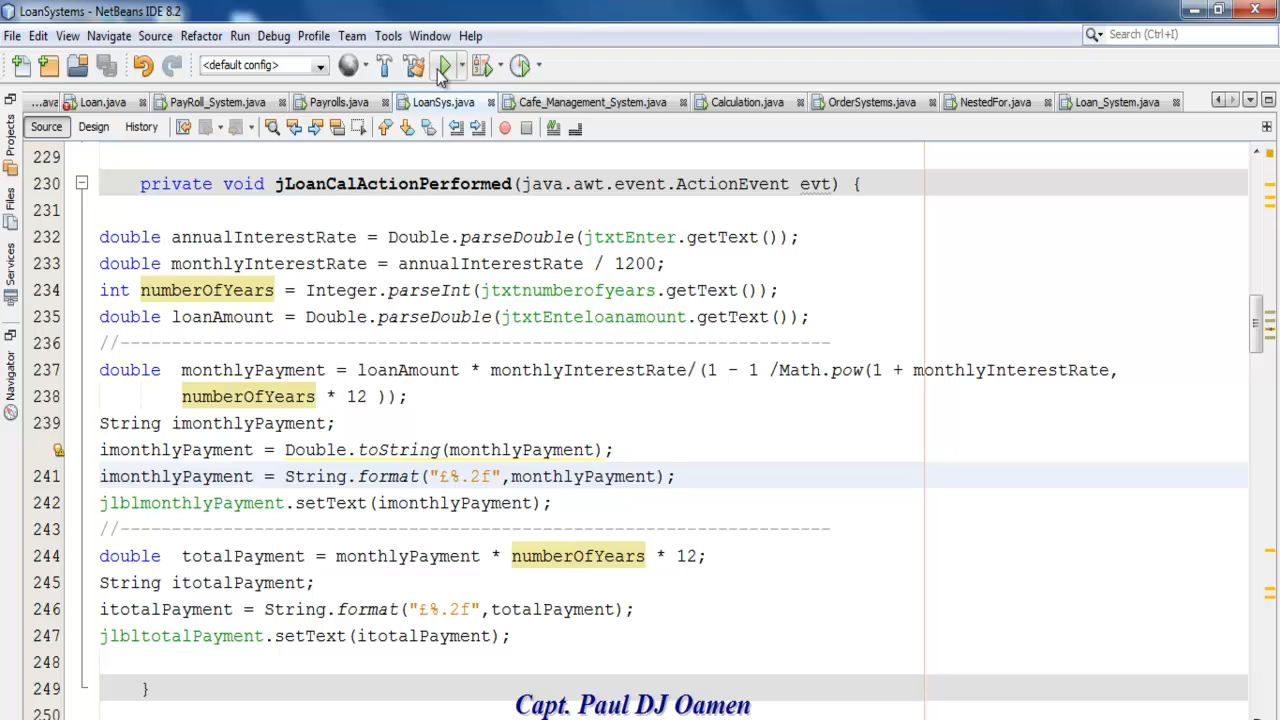 LoanSystems - NetBeans IDE 8.2
File Edit View Navigate Source Refactor Run Debug Profile Team Tools Window Help
Search (Ctrl+I)
<default config>
...ava Loan.java PayRoll_System.java Payrolls.java LoanSys.java Cafe_Management_System.java Calculation.java OrderSystems.java NestedFor.java Loan_System.java
Source Design History
Projects
Files
Services
Navigator
229
230 private void jLoanCalActionPerformed(java.awt.event.ActionEvent evt) {
231
232 double annualInterestRate = Double.parseDouble(jtxtEnter.getText());
233 double monthlyInterestRate = annualInterestRate / 1200;
234 int numberOfYears = Integer.parseInt(jtxtnumberofyears.getText());
235 double loanAmount = Double.parseDouble(jtxtEnteloanamount.getText());
236 //----------------------------------------------------------------------
237 double  monthlyPayment = loanAmount * monthlyInterestRate/(1 - 1 /Math.pow(1 + monthlyInterestRate,
238 numberOfYears * 12 ));
239 String imonthlyPayment;
imonthlyPayment = Double.toString(monthlyPayment);
241 imonthlyPayment = String.format("£%.2f",monthlyPayment);
242 jlblmonthlyPayment.setText(imonthlyPayment);
243 //----------------------------------------------------------------------
244 double  totalPayment = monthlyPayment * numberOfYears * 12;
245 String itotalPayment;
246 itotalPayment = String.format("£%.2f",totalPayment);
247 jlbltotalPayment.setText(itotalPayment);
248
249 }
250
Capt. Paul DJ Oamen